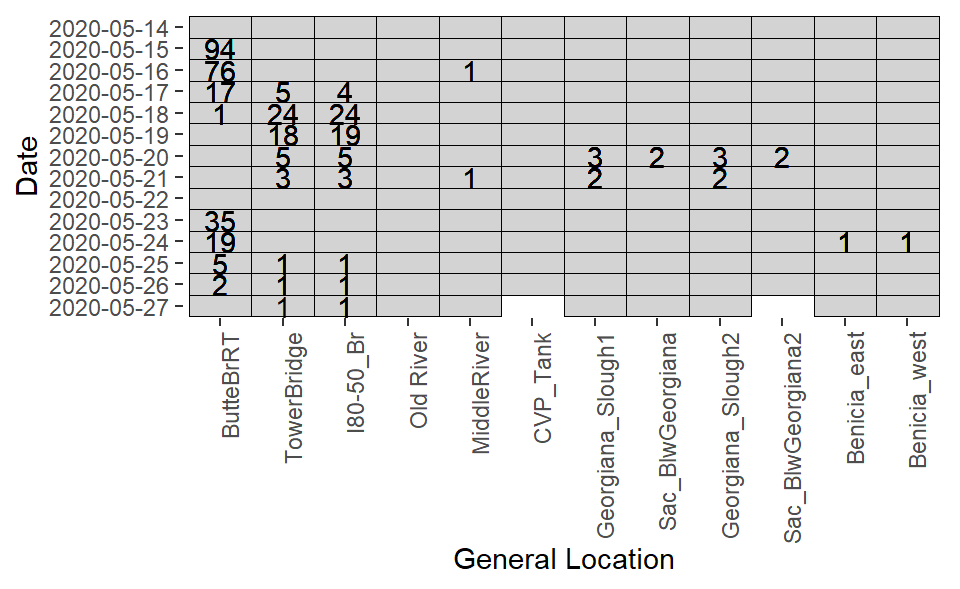 2020-05-14
2020-05-15 94
2020-05-16 76 1
2020-05-17 17 5 4
2020-05-18 1 24 24
2020-05-19 18 19
2020-05-20 5 5 3 2 3 2
2020-05-21 3 3 1 2 2
2020-05-22
2020-05-23 35
2020-05-24 19 1 1
2020-05-25 5 1 1
2020-05-26 2 1 1
2020-05-27 1 1
Date
ButteBrRT
TowerBridge
I80-50_Br
Old River
MiddleRiver
CVP_Tank
Georgiana_Slough1
Sac_BlwGeorgiana
Georgiana_Slough2
Sac_BlwGeorgiana2
Benicia_east
Benicia_west
General Location